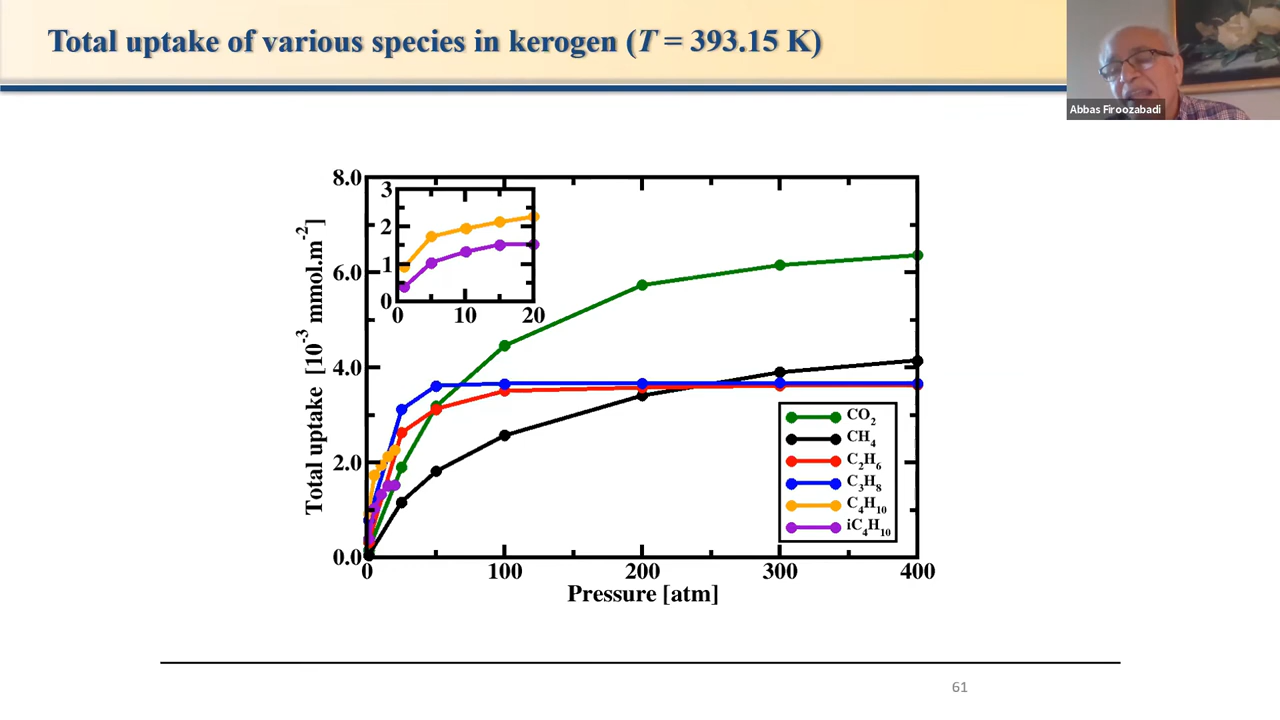 Total uptake of various species in kerogen (T = 393.15 K)
Abbas Firoozabadi
8.0
6.0
4.0
2.0
0.0
Total uptake [10⁻³ mmol.m⁻²]
3
2
1
0
0 10 20
CO₂
CH₄
C₂H₆
C₃H₈
C₄H₁₀
iC₄H₁₀
0 100 200 300 400
Pressure [atm]
61